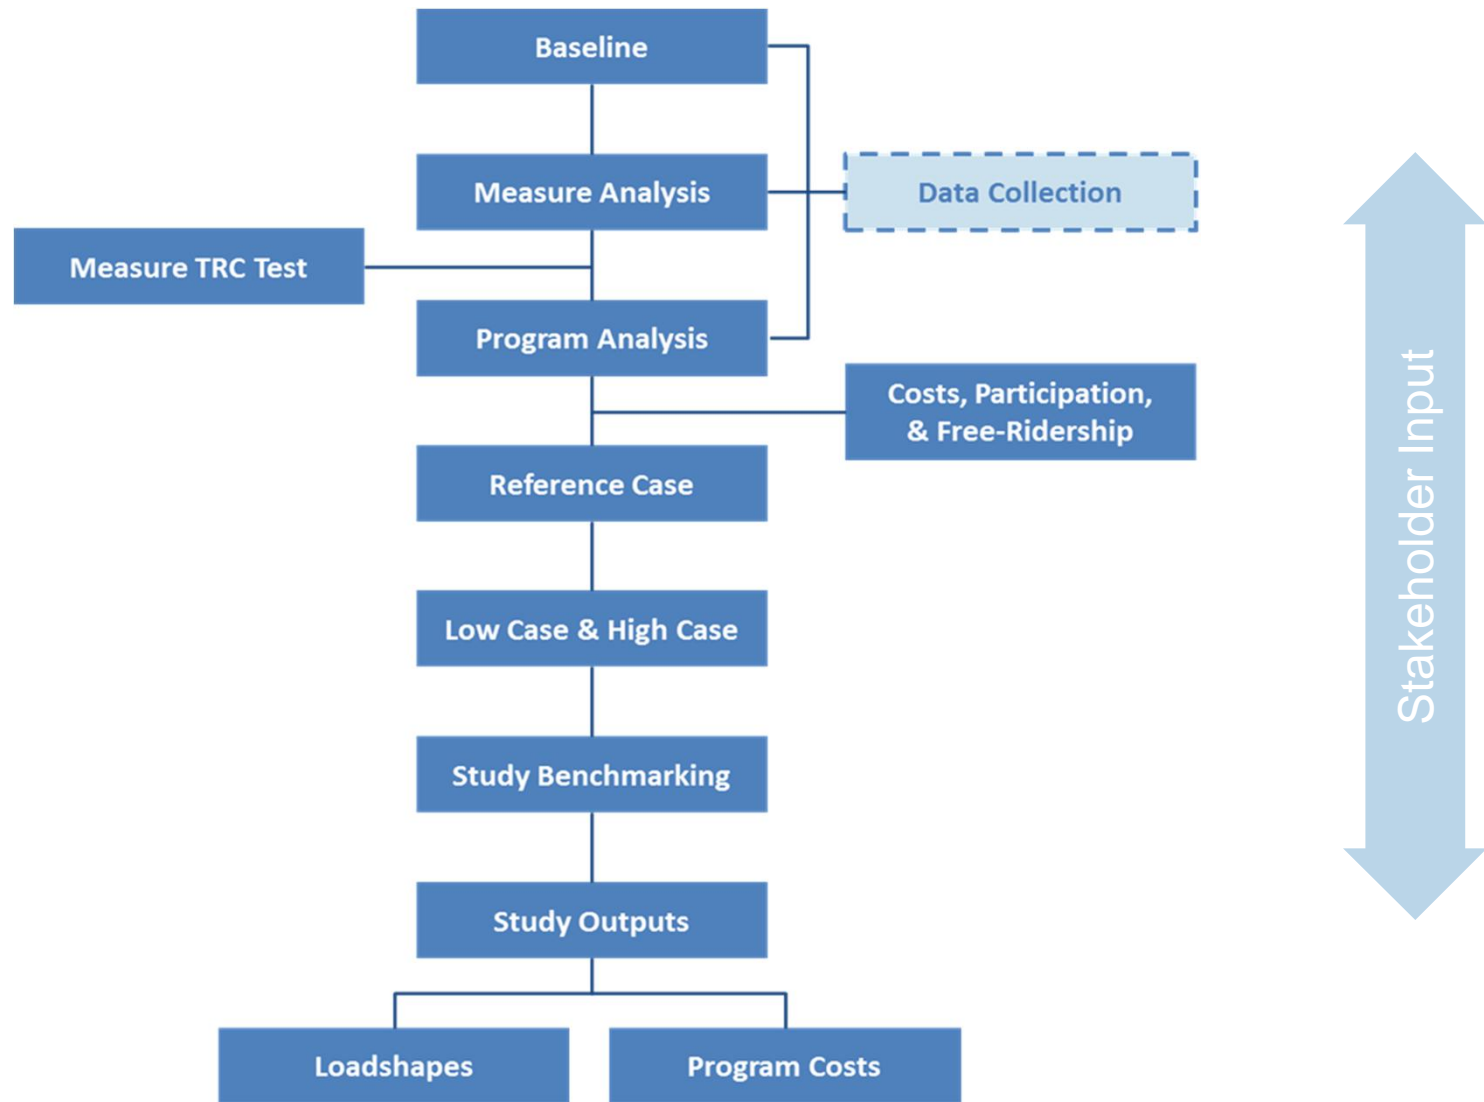 Baseline
Measure Analysis
Data Collection
Measure TRC Test
Program Analysis
Costs, Participation,
& Free-Ridership
Reference Case
Low Case & High Case
Study Benchmarking
Study Outputs
Loadshapes
Program Costs
Stakeholder Input